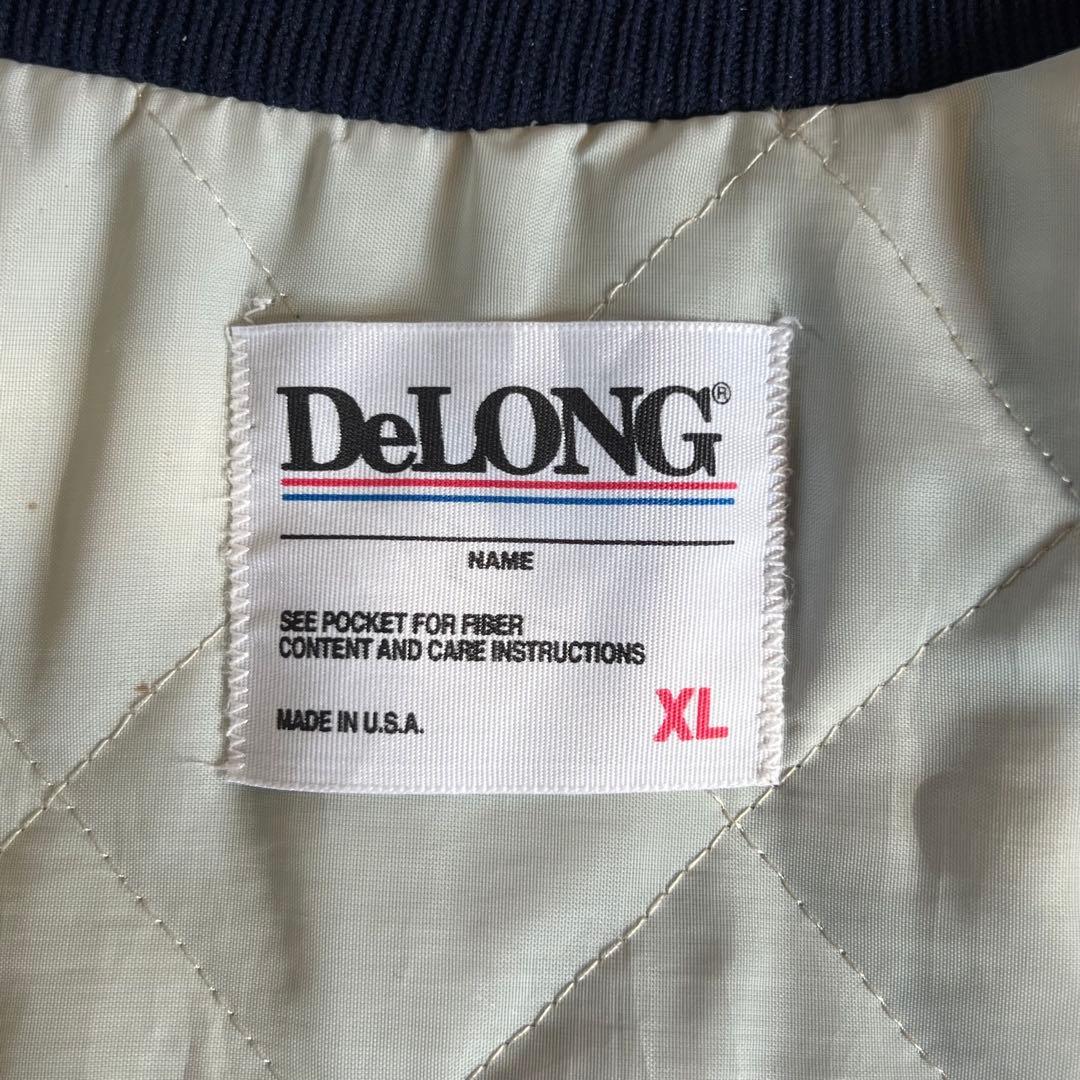 DeLONG®
NAME
SEE POCKET FOR FIBER
CONTENT AND CARE INSTRUCTIONS
MADE IN U.S.A.
XL